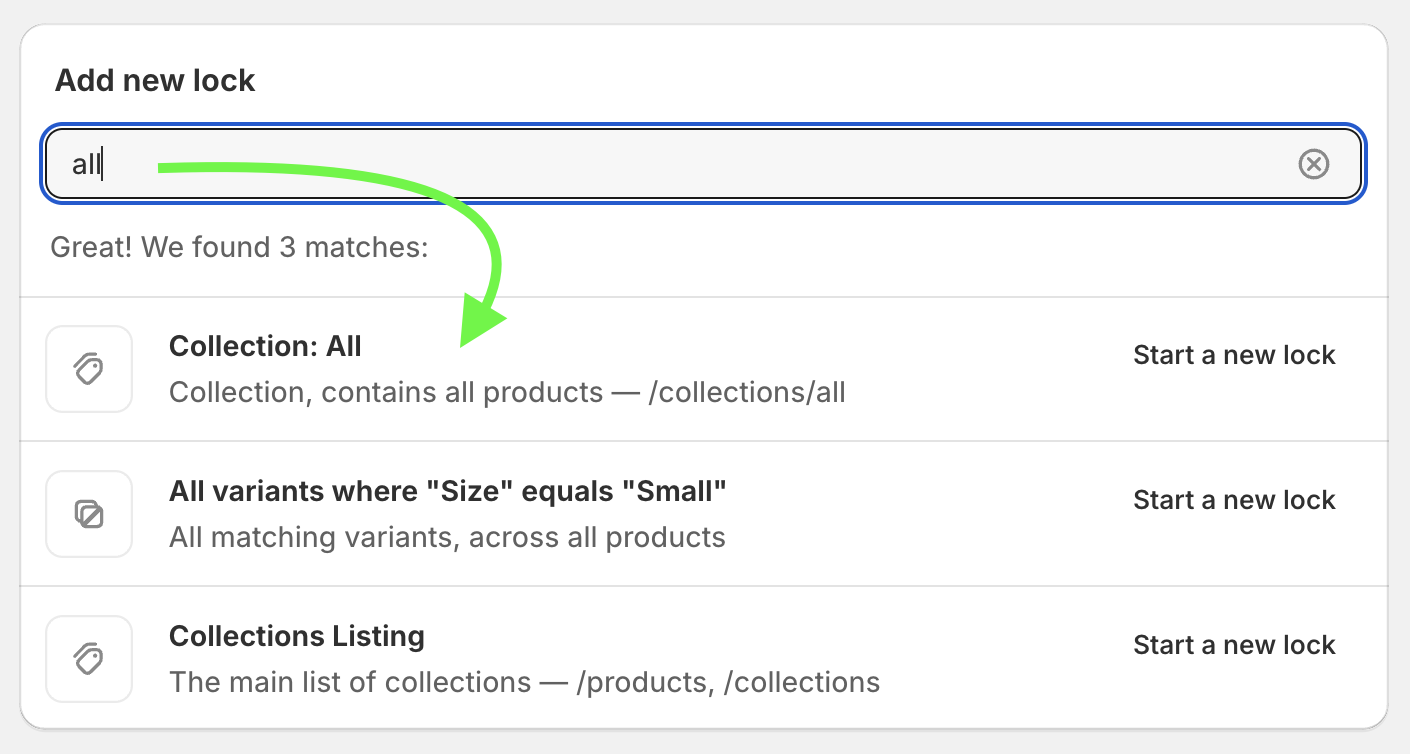 Add new lock
all
Great! We found 3 matches:
Collection: All
Collection, contains all products — /collections/all
Start a new lock
All variants where "Size" equals "Small"
All matching variants, across all products
Start a new lock
Collections Listing
The main list of collections — /products, /collections
Start a new lock